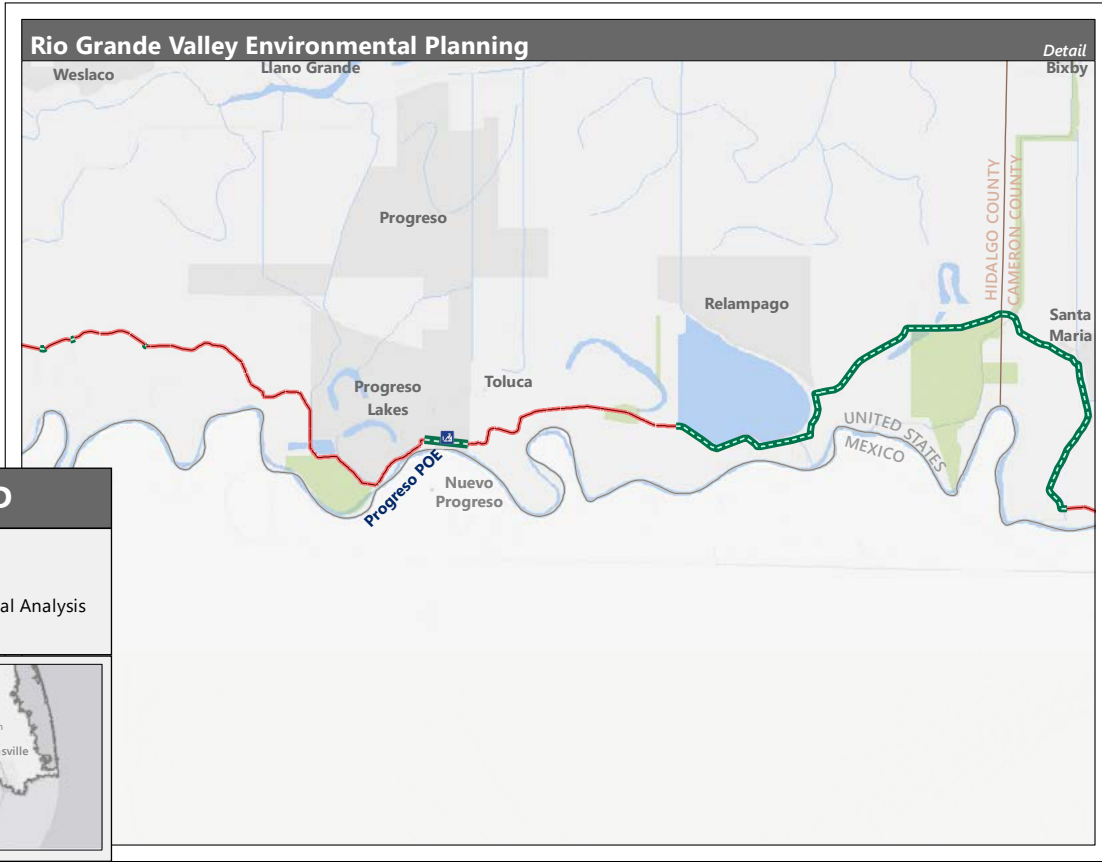 Rio Grande Valley Environmental Planning
Detail
Weslaco
Llano Grande
Bixby
Progreso
HIDALGO COUNTY
CAMERON COUNTY
Relampago
Santa
Maria
Progreso
Lakes
Toluca
UNITED STATES
MEXICO
Progreso POE
Nuevo
Progreso
D
al Analysis
n
sville